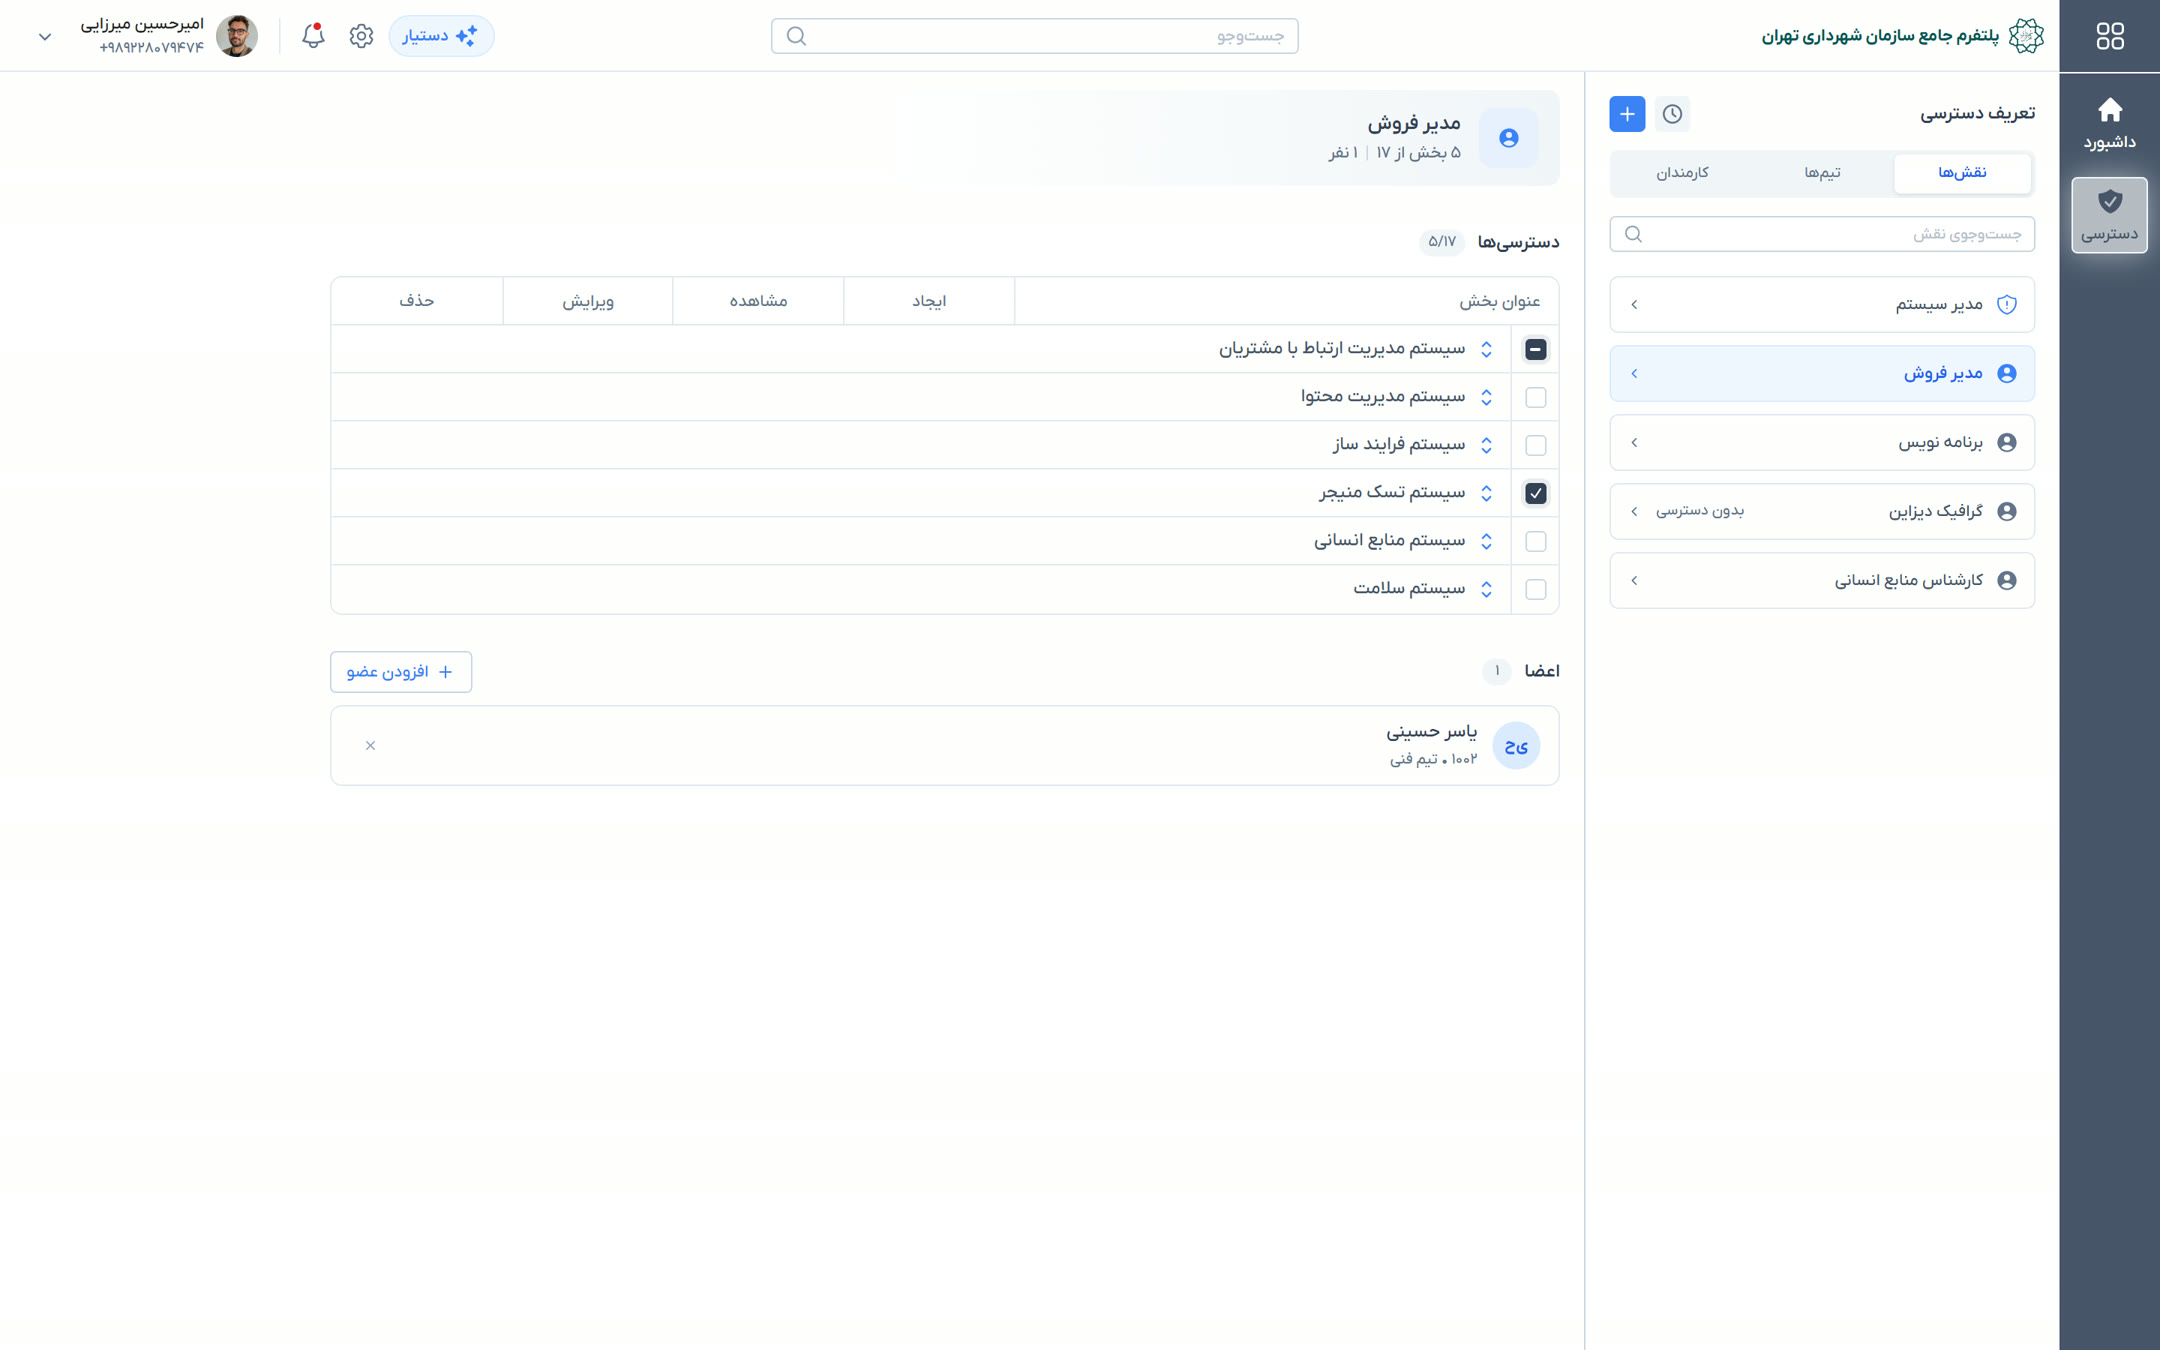 پلتفرم جامع سازمان شهرداری تهران
جست‌وجو
دستیار
امیرحسین میرزایی
+۹۸۹۲۲۸۰۷۹۴۷۴
داشبورد
دسترسی
تعریف دسترسی
نقش‌ها
تیم‌ها
کارمندان
جست‌وجوی نقش
مدیر سیستم
مدیر فروش
برنامه نویس
گرافیک دیزاین
بدون دسترسی
کارشناس منابع انسانی
مدیر فروش
۵ بخش از ۱۷ | ۱ نفر
دسترسی‌ها ۵/۱۷
عنوان بخش
ایجاد
مشاهده
ویرایش
حذف
سیستم مدیریت ارتباط با مشتریان
سیستم مدیریت محتوا
سیستم فرایند ساز
سیستم تسک منیجر
سیستم منابع انسانی
سیستم سلامت
اعضا ۱
افزودن عضو
ی‌ح
یاسر حسینی
۱۰۰۲ • تیم فنی